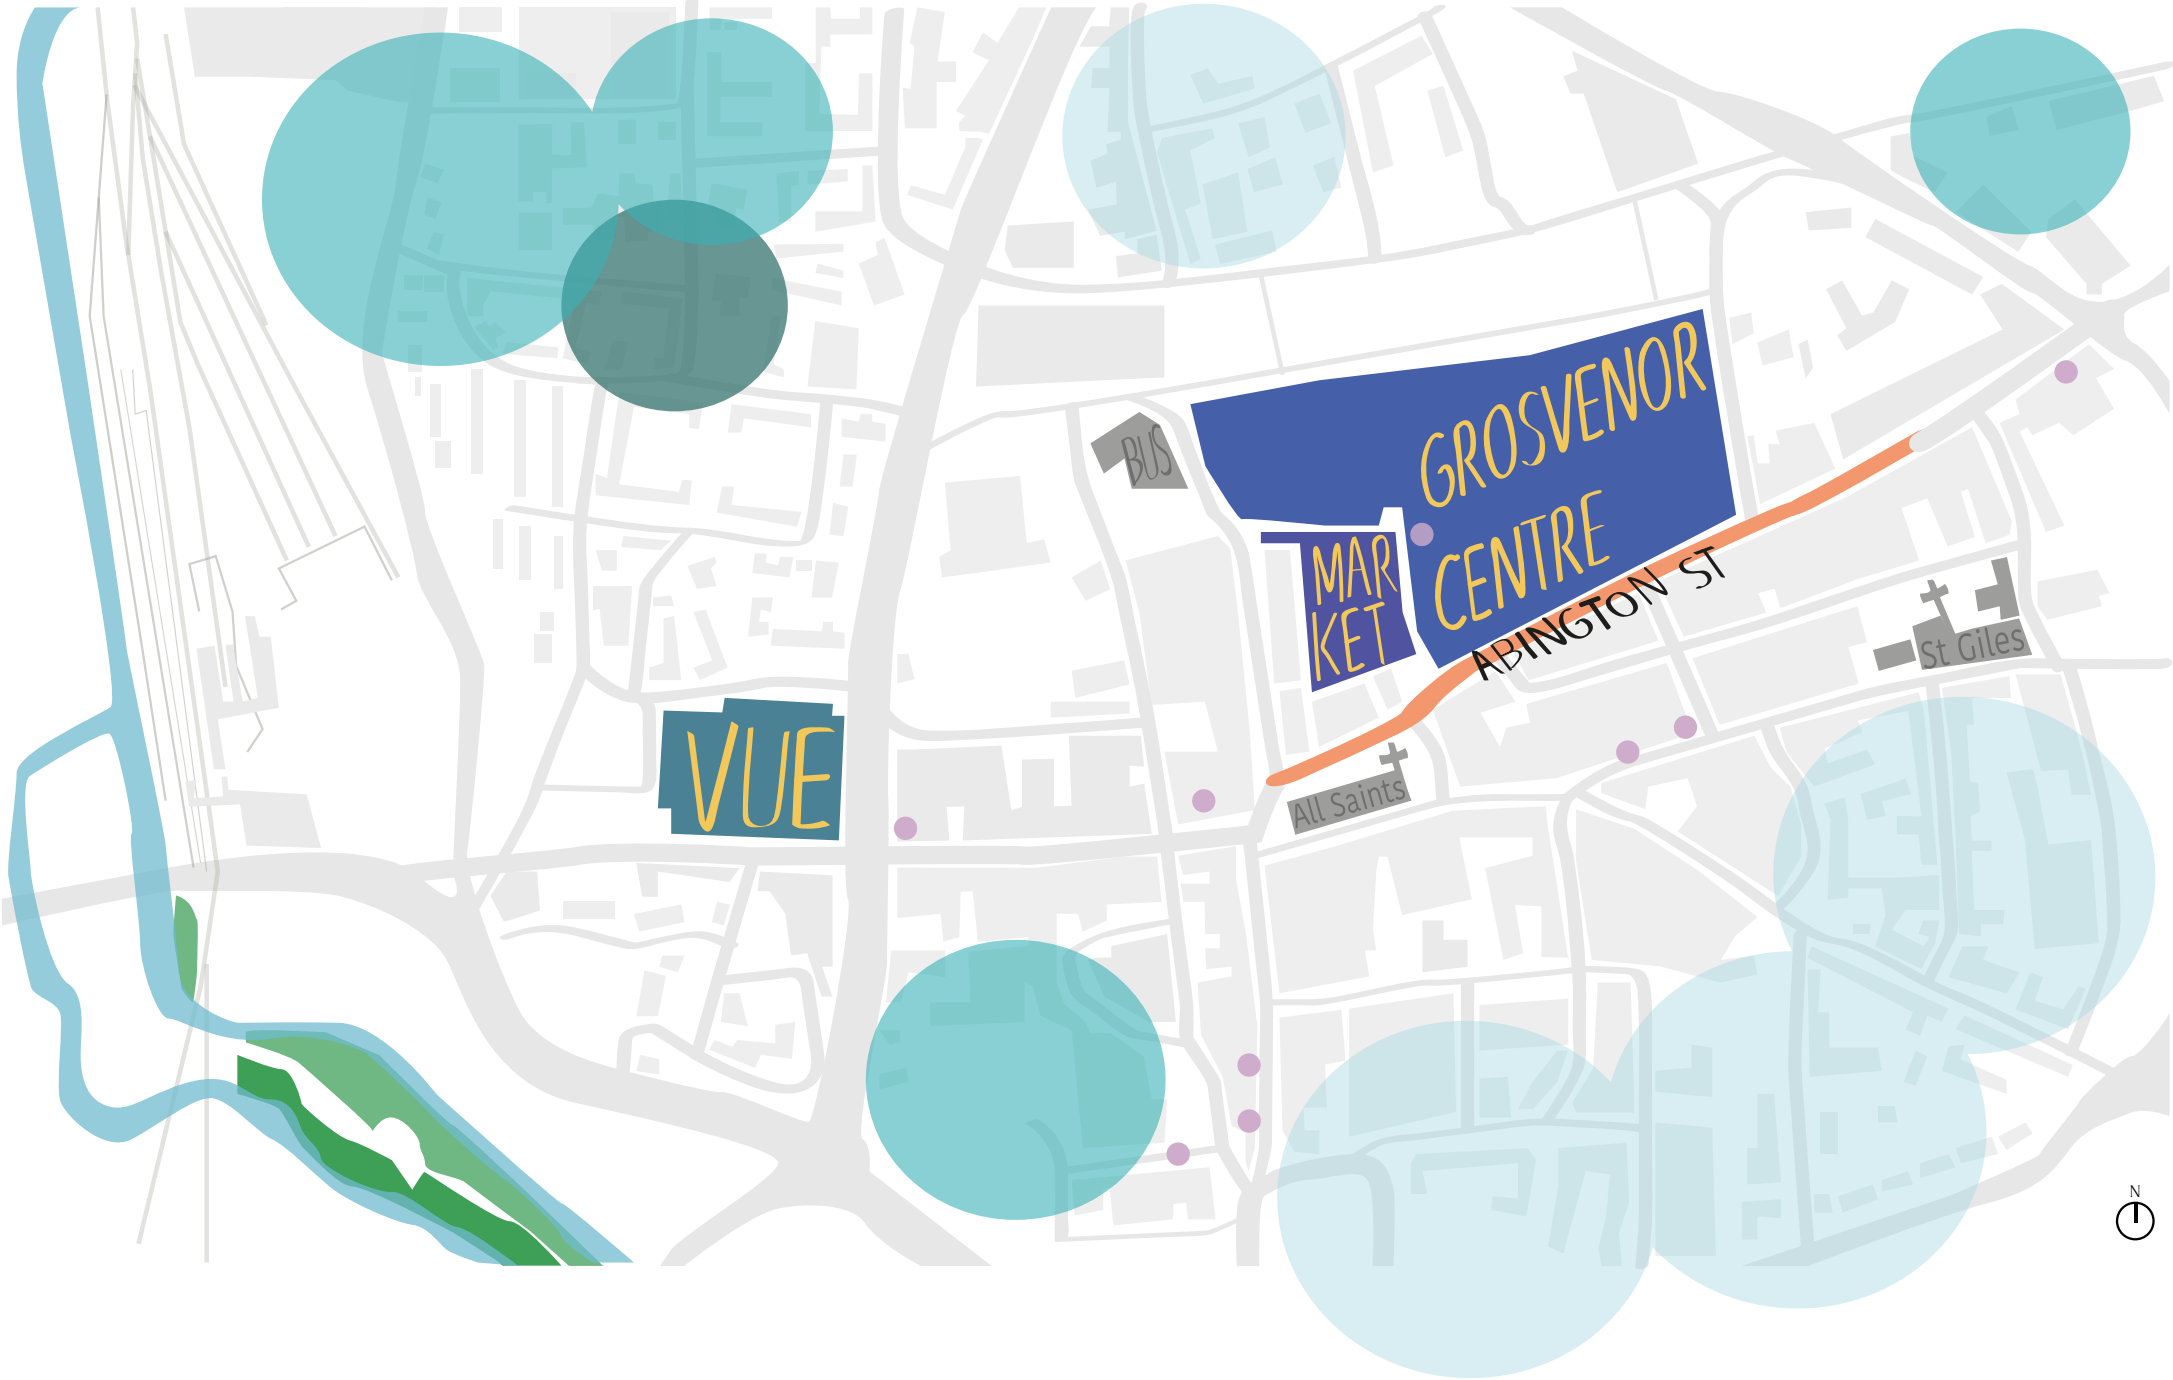 GROSVENOR
CENTRE
BUS
MAR
KET
ABINGTON ST
St Giles
VUE
All Saints
N